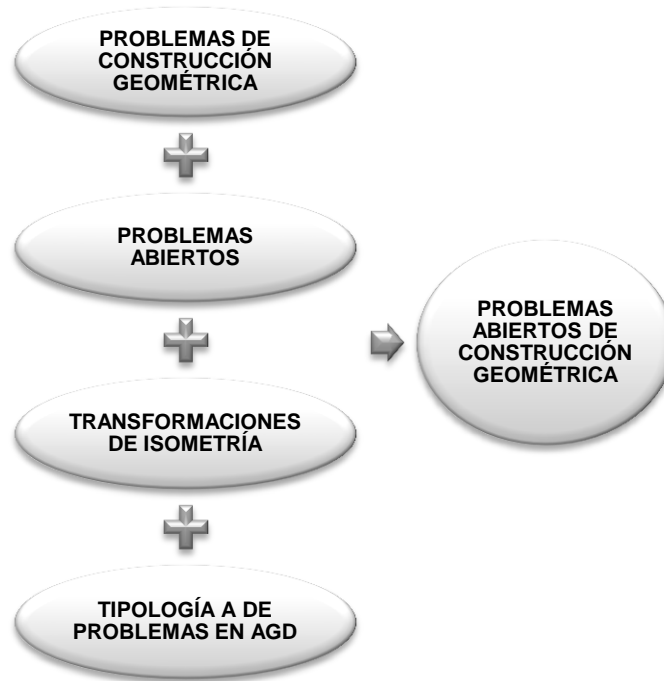 PROBLEMAS DE
CONSTRUCCIÓN
GEOMÉTRICA
PROBLEMAS
ABIERTOS
TRANSFORMACIONES
DE ISOMETRÍA
TIPOLOGÍA A DE
PROBLEMAS EN AGD
PROBLEMAS
ABIERTOS DE
CONSTRUCCIÓN
GEOMÉTRICA